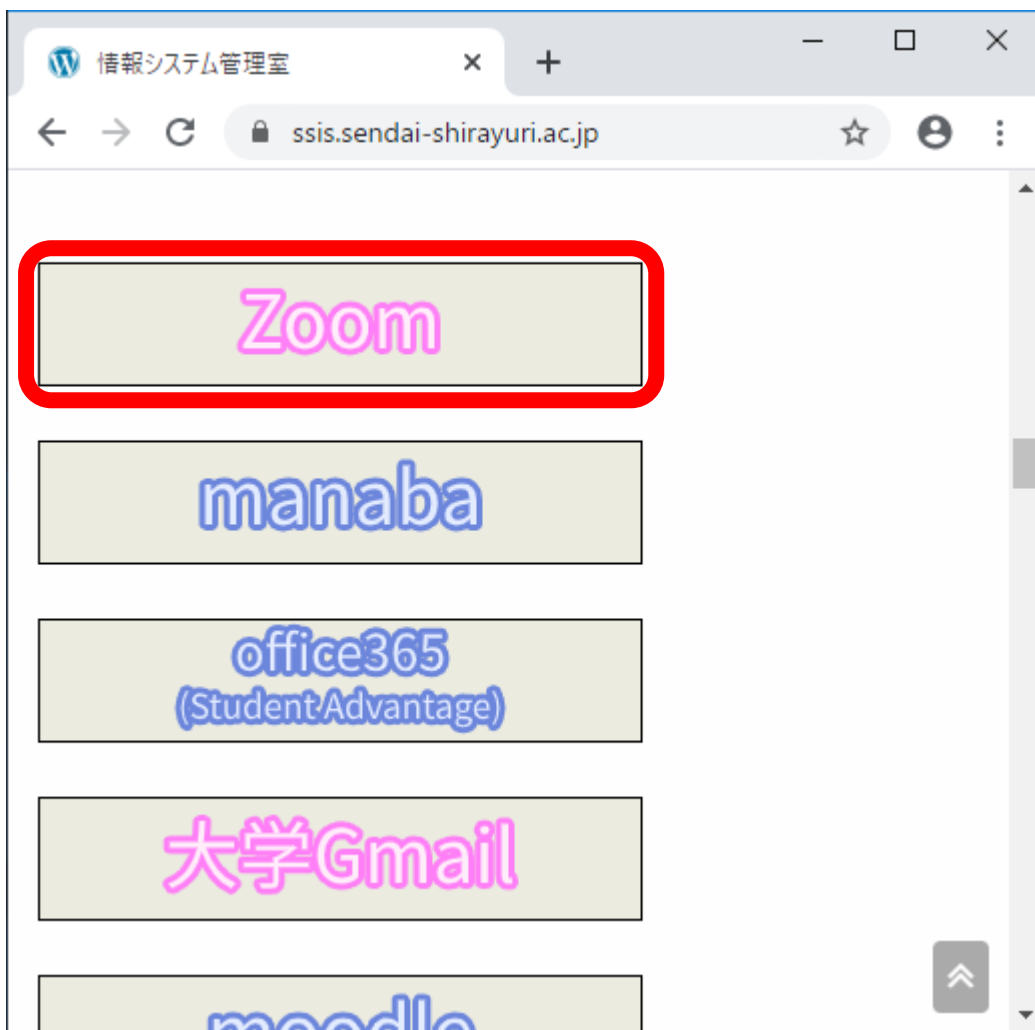 情報システム管理室
ssis.sendai-shirayuri.ac.jp
Zoom
manaba
office365
(Student Advantage)
大学Gmail
moodle